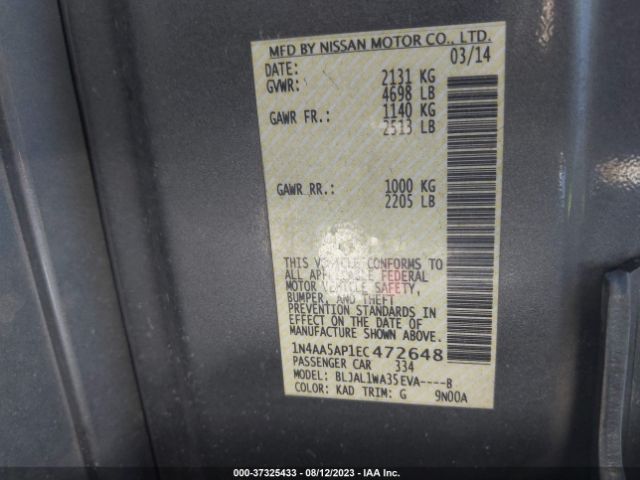 MFD BY NISSAN MOTOR CO., LTD.
DATE: 03/14
GVWR: 2131 KG
4698 LB
GAWR FR.: 1140 KG
2513 LB
GAWR RR.: 1000 KG
2205 LB
THIS VEHICLE CONFORMS TO
ALL APPLICABLE FEDERAL
MOTOR VEHICLE SAFETY,
BUMPER, AND THEFT
PREVENTION STANDARDS IN
EFFECT ON THE DATE OF
MANUFACTURE SHOWN ABOVE.
1N4AA5AP1EC472648
PASSENGER CAR 334
MODEL: BLJAL1WA35EVA----B
COLOR: KAD TRIM: G 9N00A
000-37325433 - 08/12/2023 - IAA Inc.